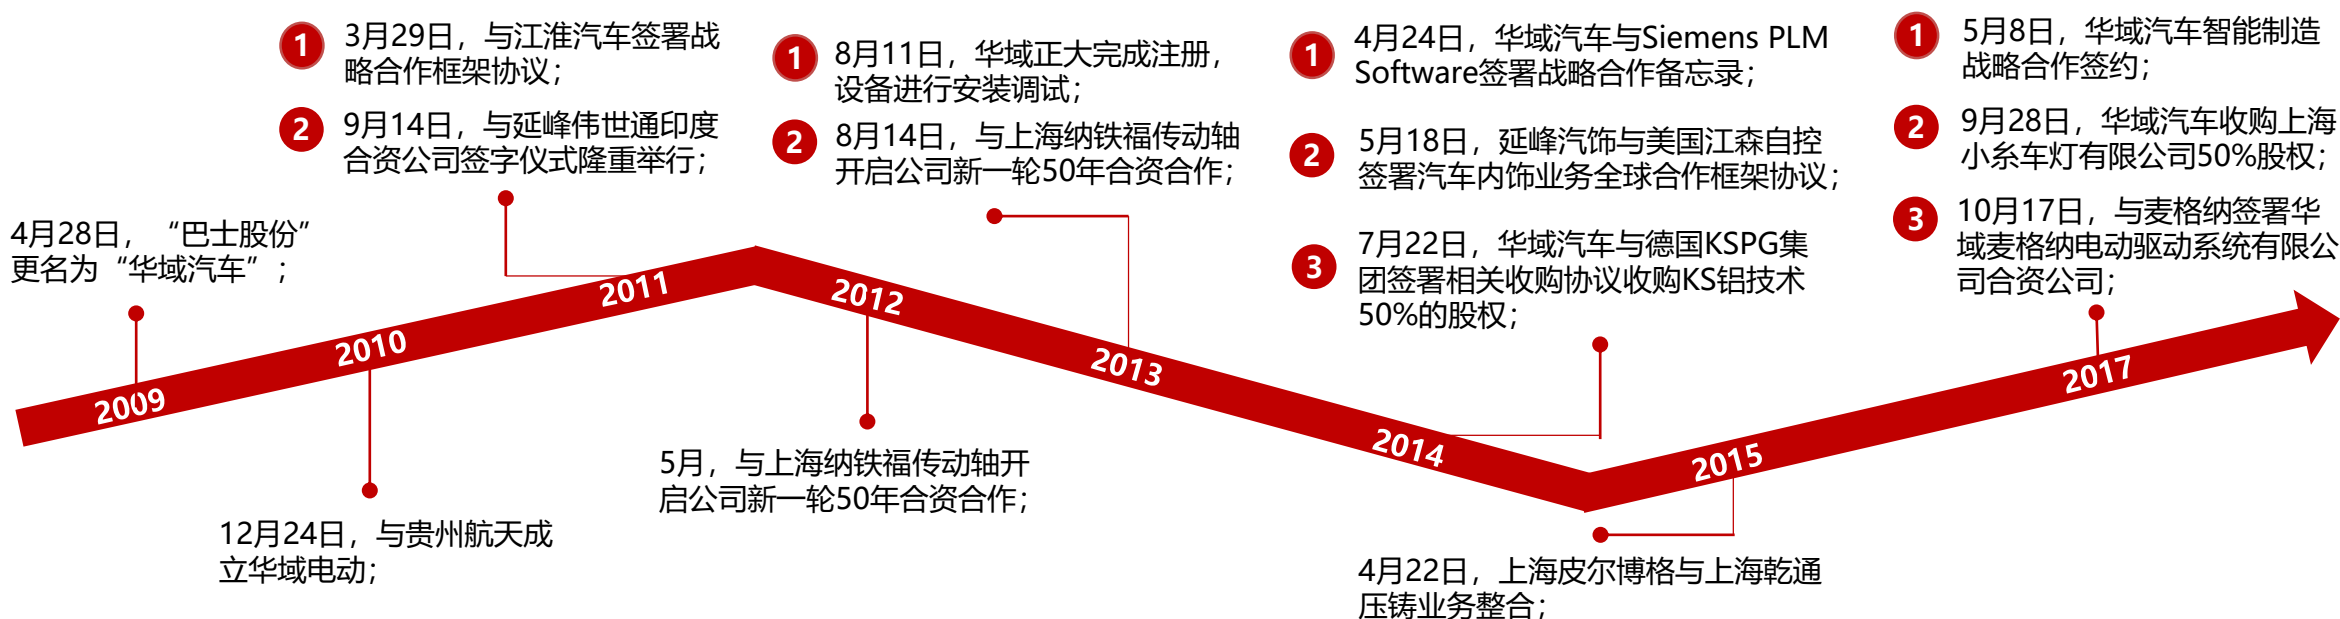 4月28日，“巴士股份”
更名为“华域汽车”；
2009
2010
12月24日，与贵州航天成
立华域电动；
1
3月29日，与江淮汽车签署战
略合作框架协议；
2
9月14日，与延峰伟世通印度
合资公司签字仪式隆重举行；
2011
2012
5月，与上海纳铁福传动轴开
启公司新一轮50年合资合作；
1
8月11日，华域正大完成注册，
设备进行安装调试；
2
8月14日，与上海纳铁福传动轴
开启公司新一轮50年合资合作；
2013
1
4月24日，华域汽车与Siemens PLM
Software签署战略合作备忘录；
2
5月18日，延峰汽饰与美国江森自控
签署汽车内饰业务全球合作框架协议；
3
7月22日，华域汽车与德国KSPG集
团签署相关收购协议收购KS铝技术
50%的股权；
2014
2015
4月22日，上海皮尔博格与上海乾通
压铸业务整合；
1
5月8日，华域汽车智能制造
战略合作签约；
2
9月28日，华域汽车收购上海
小糸车灯有限公司50%股权；
3
10月17日，与麦格纳签署华
域麦格纳电动驱动系统有限公
司合资公司；
2017